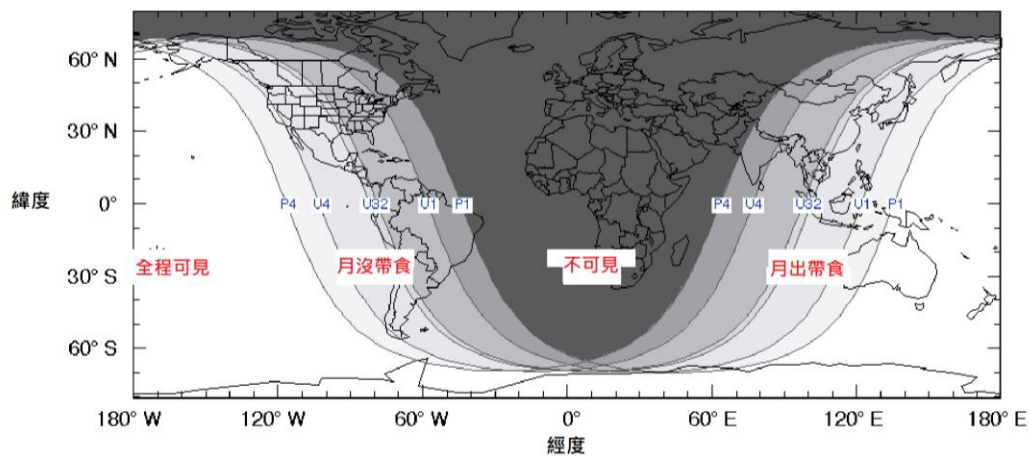 60° N
30° N
緯度
0°
P4 U4 U32 U1 P1 P4 U4 U32 U1 P1
全程可見 月沒帶食 不可見 月出帶食
30° S
60° S
180° W 120° W 60° W 0° 60° E 120° E 180° E
經度